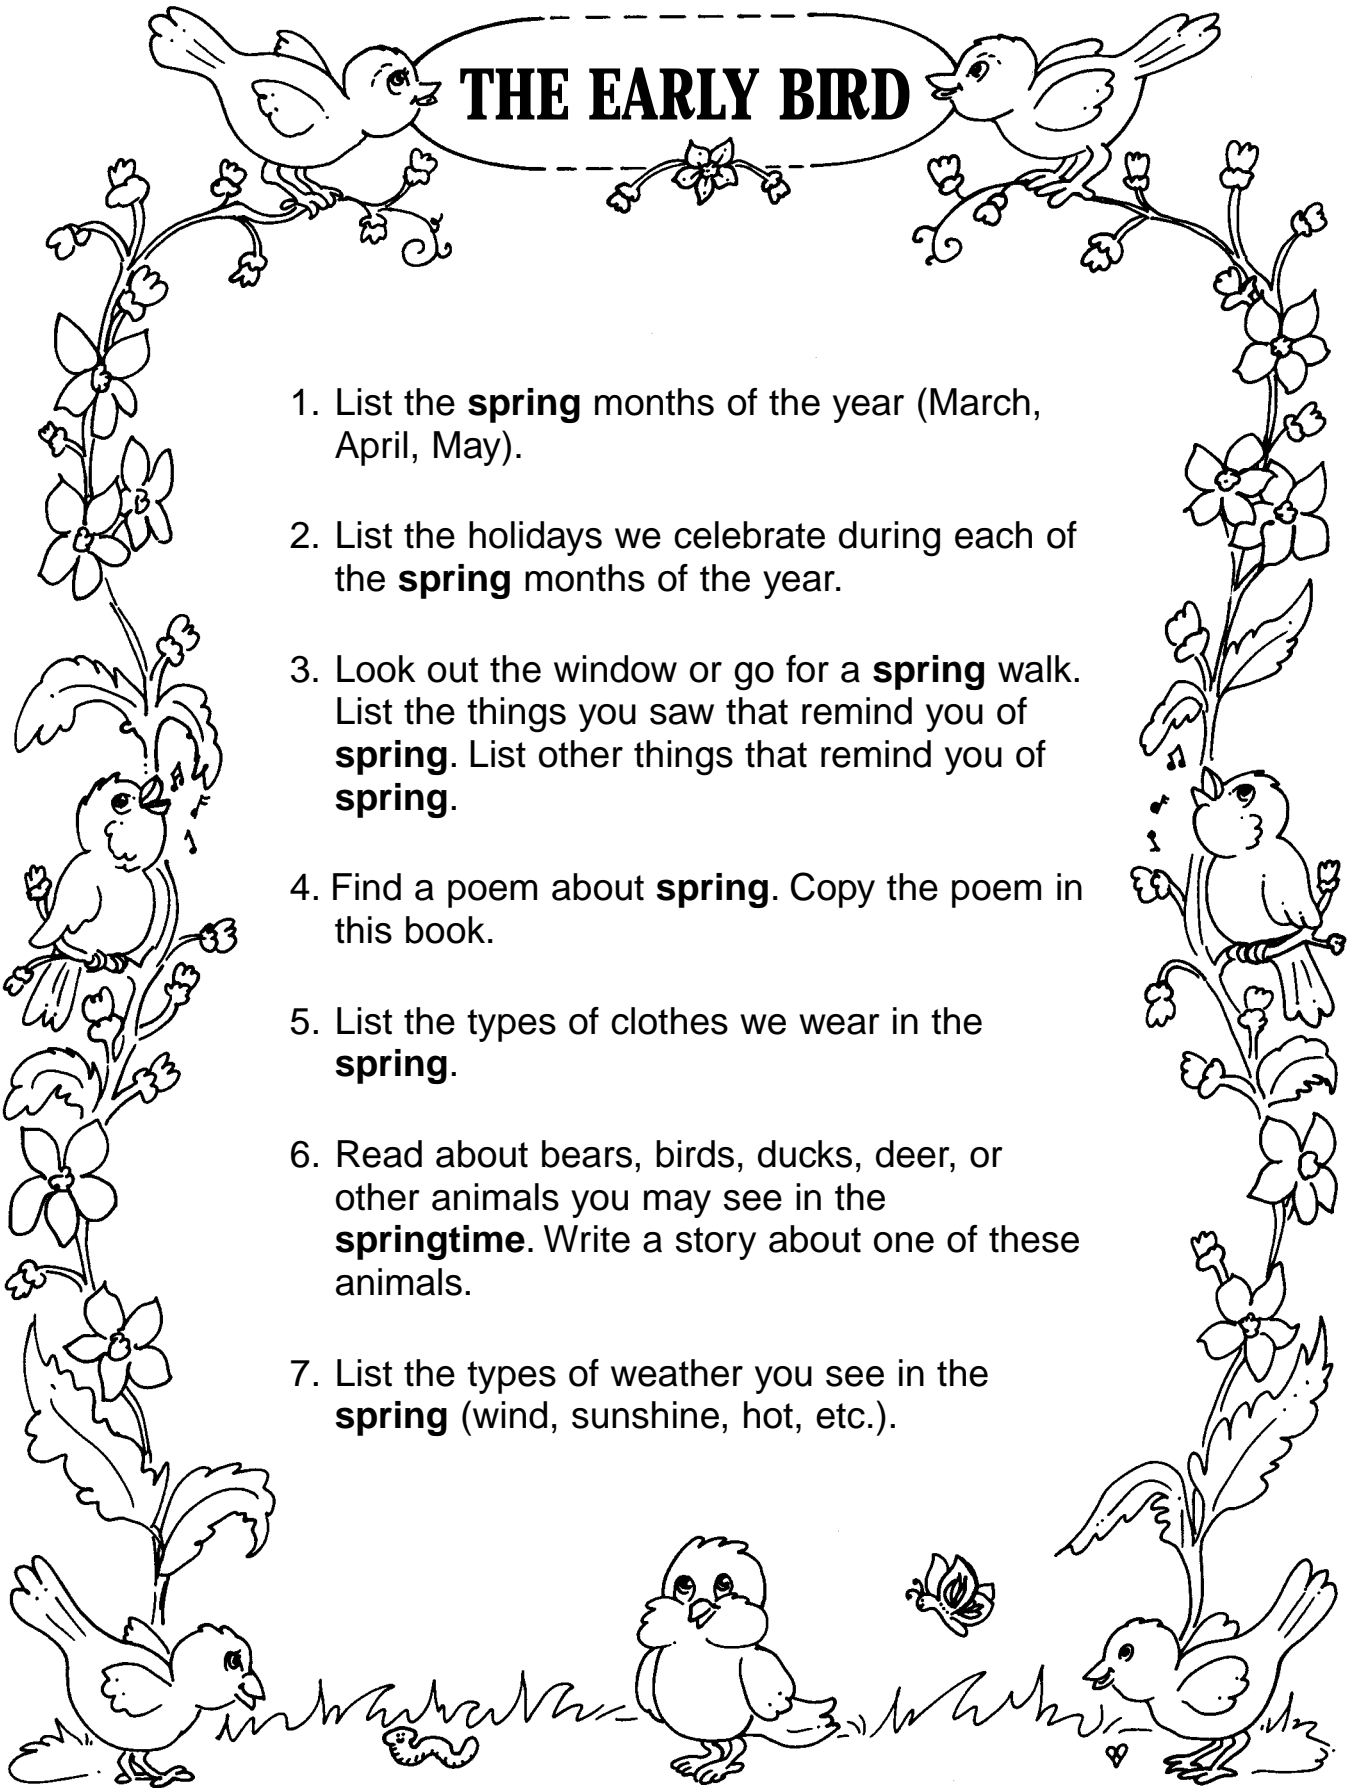 THE EARLY BIRD
1. List the spring months of the year (March,
April, May).
2. List the holidays we celebrate during each of
the spring months of the year.
3. Look out the window or go for a spring walk.
List the things you saw that remind you of
spring. List other things that remind you of
spring.
4. Find a poem about spring. Copy the poem in
this book.
5. List the types of clothes we wear in the
spring.
6. Read about bears, birds, ducks, deer, or
other animals you may see in the
springtime. Write a story about one of these
animals.
7. List the types of weather you see in the
spring (wind, sunshine, hot, etc.).